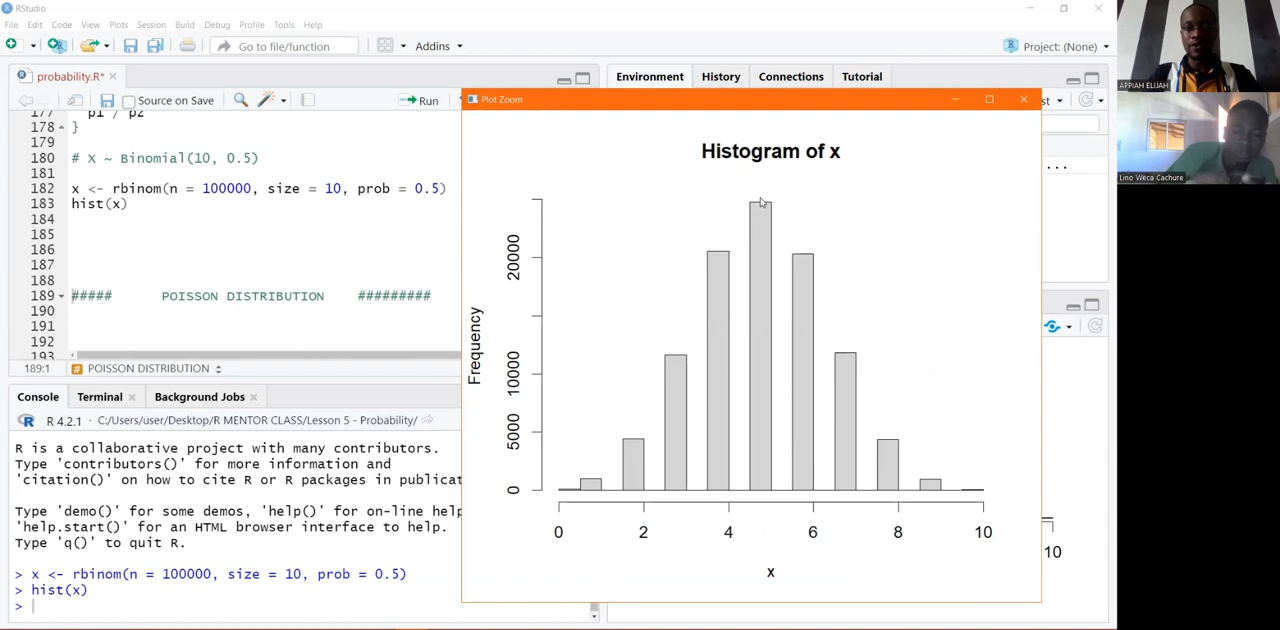 RStudio
File Edit Code View Plots Session Build Debug Profile Tools Help
Go to file/function Addins Project: (None)
probability.R*
Source on Save Run
177 p1 / p2
178 }
179
180 # X ~ Binomial(10, 0.5)
181
182 x <- rbinom(n = 100000, size = 10, prob = 0.5)
183 hist(x)
184
185
186
187
188
189 ##### POISSON DISTRIBUTION #########
190
191
192
193
189:1 # POISSON DISTRIBUTION
Console Terminal Background Jobs
R 4.2.1 · C:/Users/user/Desktop/R MENTOR CLASS/Lesson 5 - Probability/
R is a collaborative project with many contributors.
Type 'contributors()' for more information and
'citation()' on how to cite R or R packages in publicat
Type 'demo()' for some demos, 'help()' for on-line help
'help.start()' for an HTML browser interface to help.
Type 'q()' to quit R.
> x <- rbinom(n = 100000, size = 10, prob = 0.5)
> hist(x)
>
Environment History Connections Tutorial
st
...
10
Plot Zoom
Histogram of x
Frequency
20000
10000
5000
0
0 2 4 6 8 10
x
APPIAH ELIJAH
Lino Weca Cachure